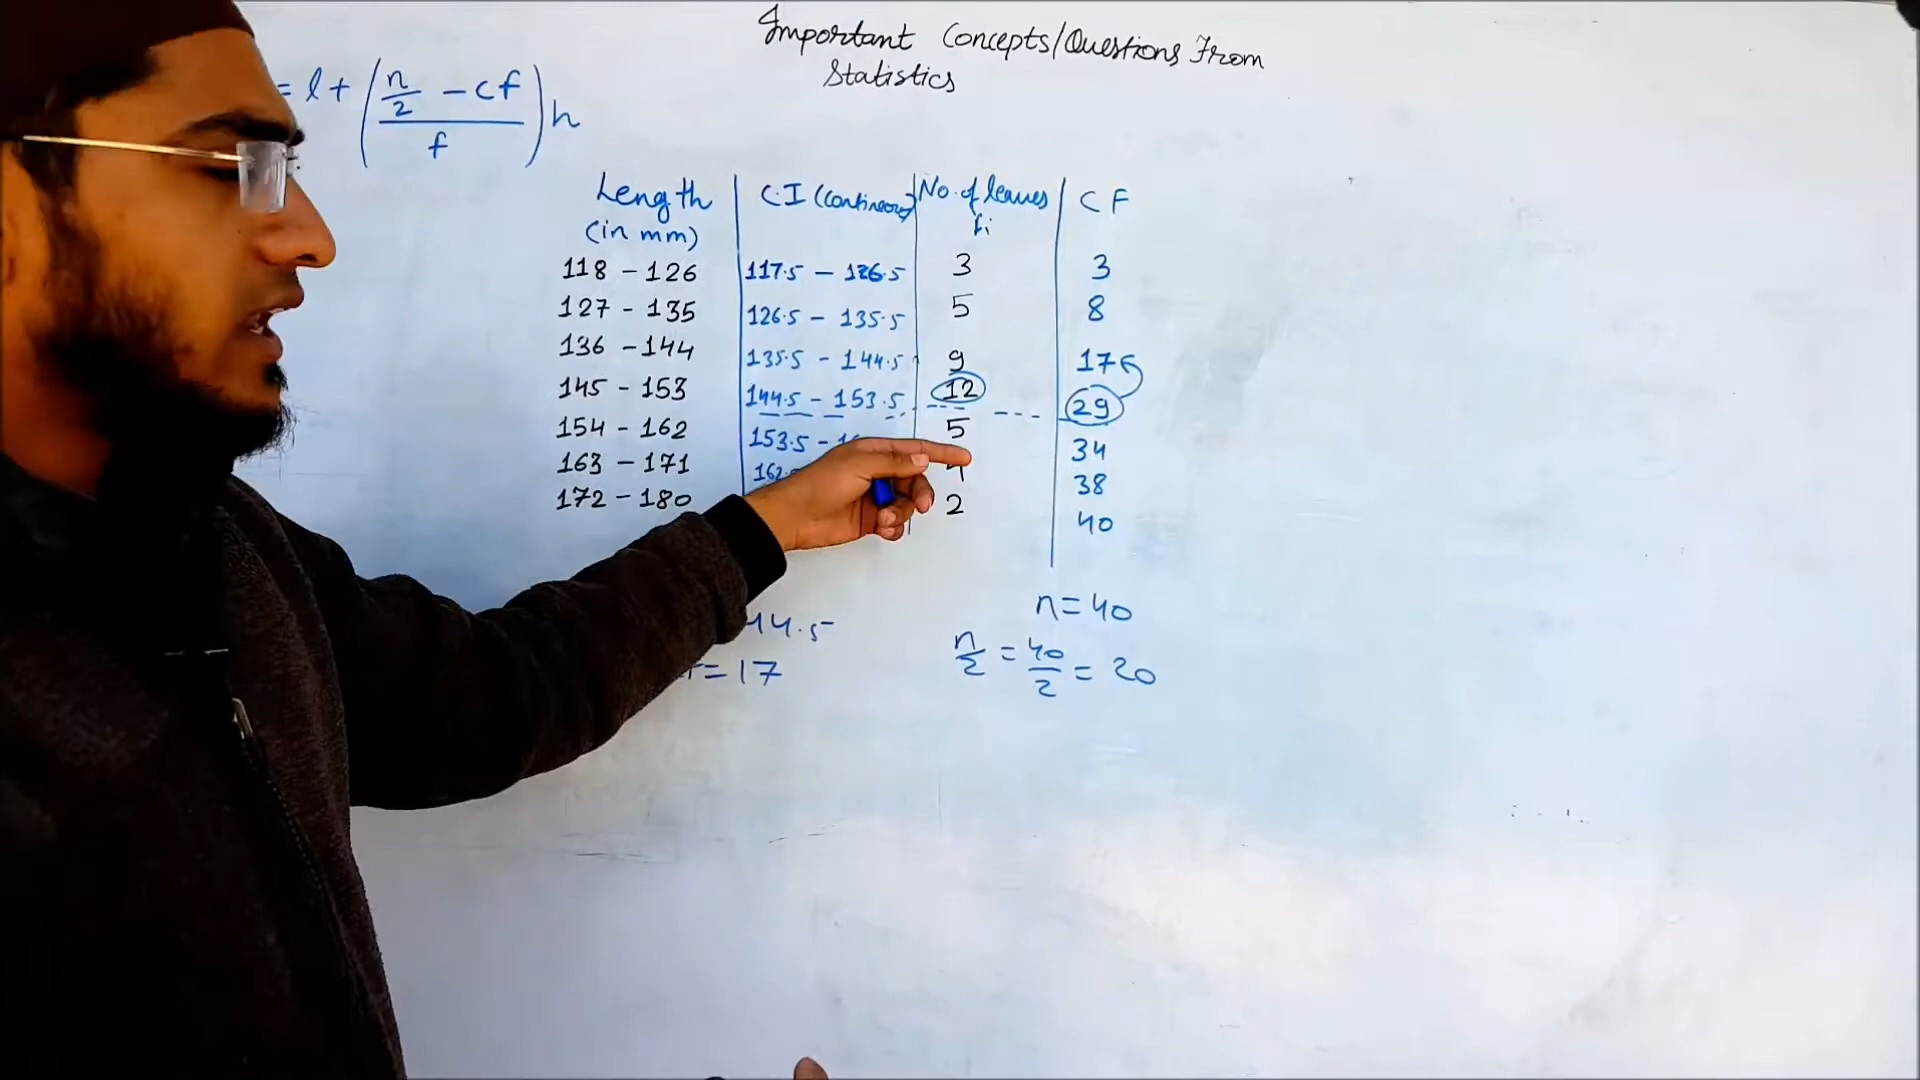 Important Concepts/Questions From
Statistics
= l + ( (n/2 - cf) / f ) h
Length (in mm) | C.I (Continuous) | No. of leaves fi | CF
118 - 126 | 117.5 - 126.5 | 3 | 3
127 - 135 | 126.5 - 135.5 | 5 | 8
136 - 144 | 135.5 - 144.5 | 9 | 17
145 - 153 | 144.5 - 153.5 | 12 | 29
154 - 162 | 153.5 - | 5 | 34
163 - 171 | 162. | 4 | 38
172 - 180 | 2 | 40
n = 40
44.5
n/2 = 40/2 = 20
= 17